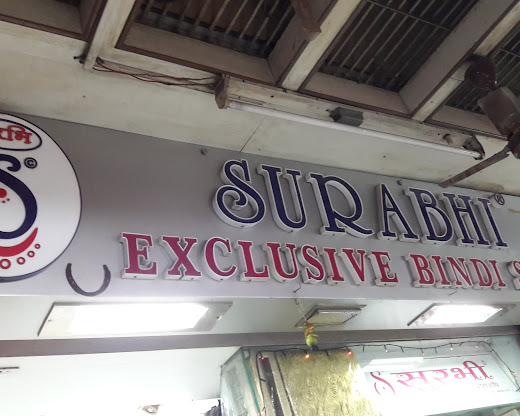 SURABHI®
EXCLUSIVE BINDI S
©
S
सुरभी